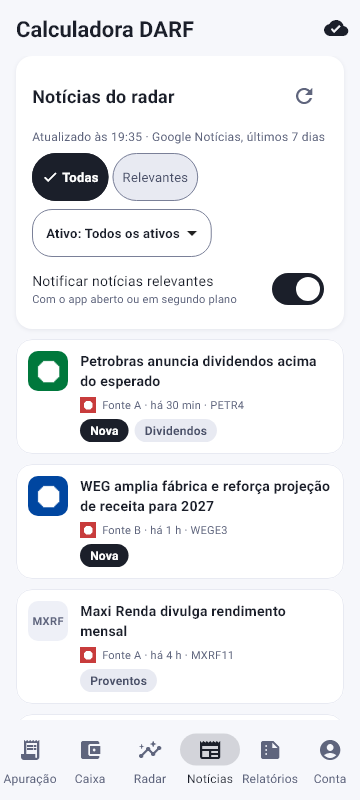 Calculadora DARF
Notícias do radar
Atualizado às 19:35 · Google Notícias, últimos 7 dias
Todas
Relevantes
Ativo: Todos os ativos
Notificar notícias relevantes
Com o app aberto ou em segundo plano
Petrobras anuncia dividendos acima
do esperado
Fonte A · há 30 min · PETR4
Nova
Dividendos
WEG amplia fábrica e reforça projeção
de receita para 2027
Fonte B · há 1 h · WEGE3
Nova
MXRF
Maxi Renda divulga rendimento
mensal
Fonte A · há 4 h · MXRF11
Proventos
Apuração
Caixa
Radar
Notícias
Relatórios
Conta